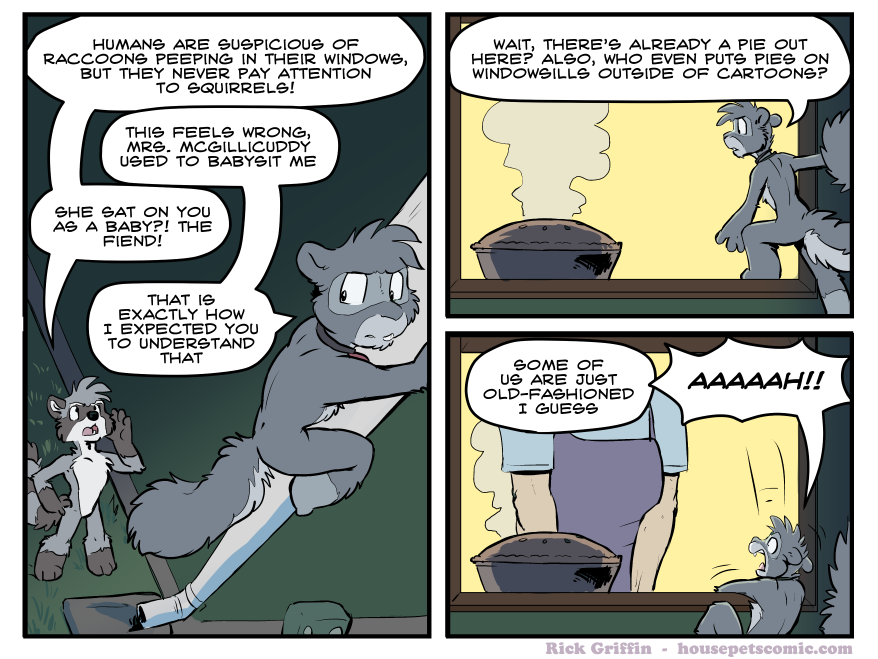 HUMANS ARE SUSPICIOUS OF
RACCOONS PEEPING IN THEIR WINDOWS,
BUT THEY NEVER PAY ATTENTION
TO SQUIRRELS!
THIS FEELS WRONG,
MRS. MCGILLICUDDY
USED TO BABYSIT ME
SHE SAT ON YOU
AS A BABY?! THE
FIEND!
THAT IS
EXACTLY HOW
I EXPECTED YOU
TO UNDERSTAND
THAT
WAIT, THERE'S ALREADY A PIE OUT
HERE? ALSO, WHO EVEN PUTS PIES ON
WINDOWSILLS OUTSIDE OF CARTOONS?
SOME OF
US ARE JUST
OLD-FASHIONED
I GUESS
AAAAAH!!
Rick Griffin - housepetscomic.com